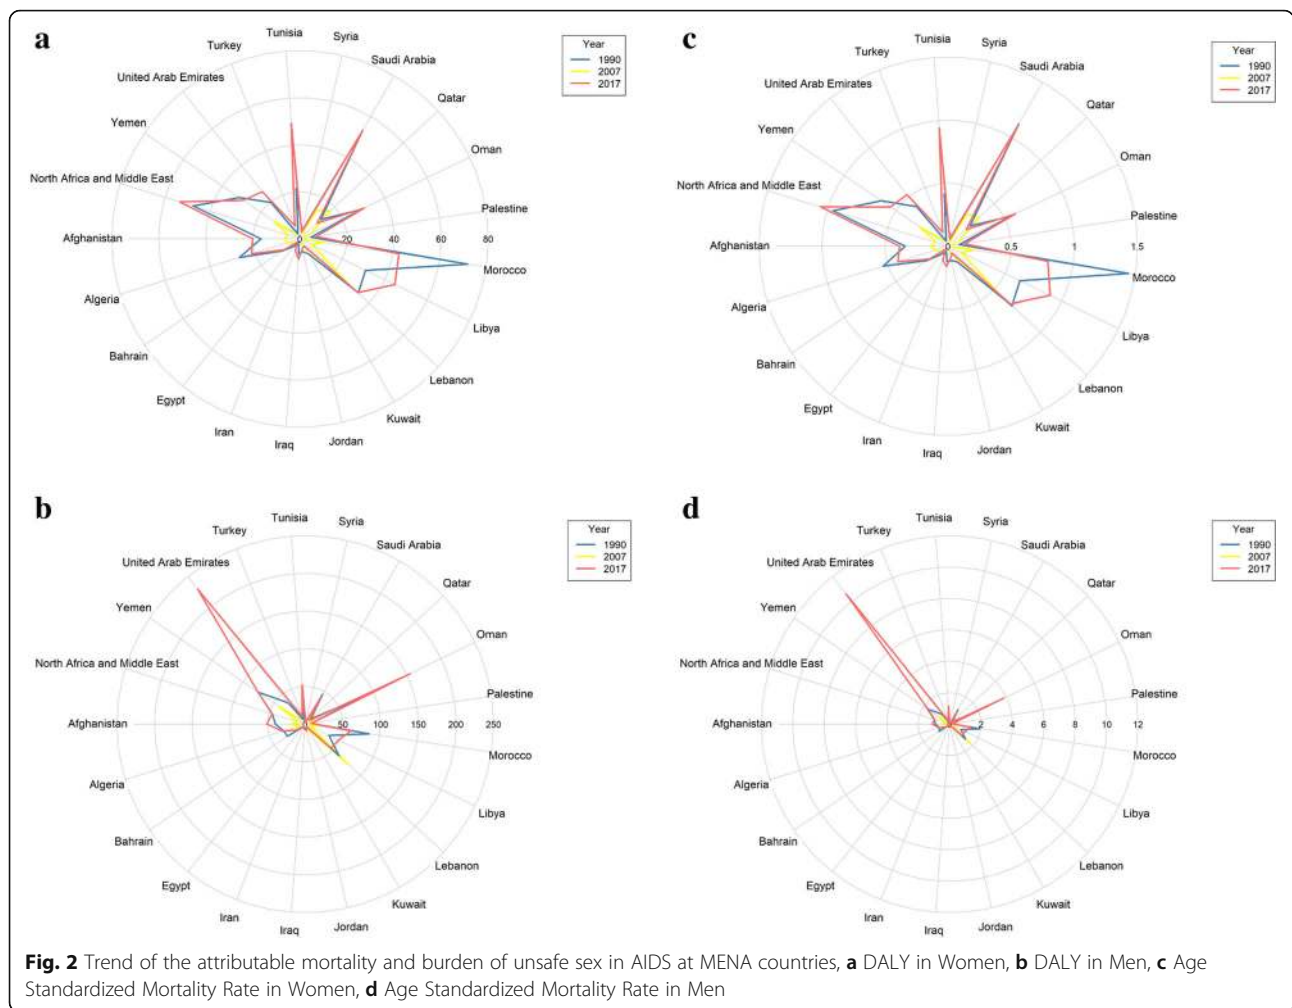 a
Year
1990
2007
2017
Tunisia
Syria
Saudi Arabia
Qatar
Oman
Palestine
Morocco
Libya
Lebanon
Kuwait
Jordan
Iraq
Iran
Egypt
Bahrain
Algeria
Afghanistan
North Africa and Middle East
Yemen
United Arab Emirates
Turkey
0 20 40 60 80
c
Year
1990
2007
2017
Tunisia
Syria
Saudi Arabia
Qatar
Oman
Palestine
Morocco
Libya
Lebanon
Kuwait
Jordan
Iraq
Iran
Egypt
Bahrain
Algeria
Afghanistan
North Africa and Middle East
Yemen
United Arab Emirates
Turkey
0 0.5 1 1.5
b
Year
1990
2007
2017
Tunisia
Syria
Saudi Arabia
Qatar
Oman
Palestine
Morocco
Libya
Lebanon
Kuwait
Jordan
Iraq
Iran
Egypt
Bahrain
Algeria
Afghanistan
North Africa and Middle East
Yemen
United Arab Emirates
Turkey
0 50 100 150 200 250
d
Year
1990
2007
2017
Tunisia
Syria
Saudi Arabia
Qatar
Oman
Palestine
Morocco
Libya
Lebanon
Kuwait
Jordan
Iraq
Iran
Egypt
Bahrain
Algeria
Afghanistan
North Africa and Middle East
Yemen
United Arab Emirates
Turkey
2 4 6 8 10 12
Fig. 2 Trend of the attributable mortality and burden of unsafe sex in AIDS at MENA countries, a DALY in Women, b DALY in Men, c Age
Standardized Mortality Rate in Women, d Age Standardized Mortality Rate in Men